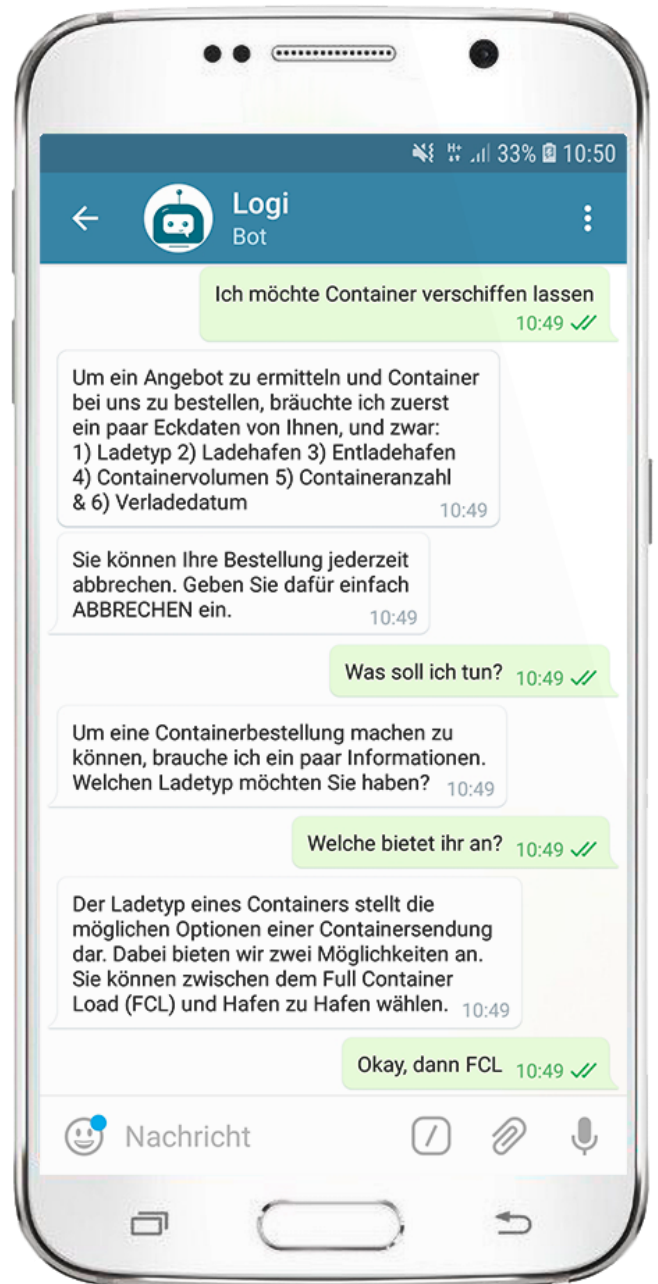 33% 10:50
Logi
Bot
Ich möchte Container verschiffen lassen
10:49
Um ein Angebot zu ermitteln und Container
bei uns zu bestellen, bräuchte ich zuerst
ein paar Eckdaten von Ihnen, und zwar:
1) Ladetyp 2) Ladehafen 3) Entladehafen
4) Containervolumen 5) Containeranzahl
& 6) Verladedatum 10:49
Sie können Ihre Bestellung jederzeit
abbrechen. Geben Sie dafür einfach
ABBRECHEN ein. 10:49
Was soll ich tun? 10:49
Um eine Containerbestellung machen zu
können, brauche ich ein paar Informationen.
Welchen Ladetyp möchten Sie haben? 10:49
Welche bietet ihr an? 10:49
Der Ladetyp eines Containers stellt die
möglichen Optionen einer Containersendung
dar. Dabei bieten wir zwei Möglichkeiten an.
Sie können zwischen dem Full Container
Load (FCL) und Hafen zu Hafen wählen. 10:49
Okay, dann FCL 10:49
Nachricht